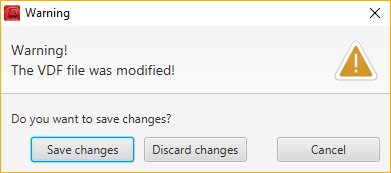 Warning
Warning!
The VDF file was modified!
Do you want to save changes?
Save changes
Discard changes
Cancel